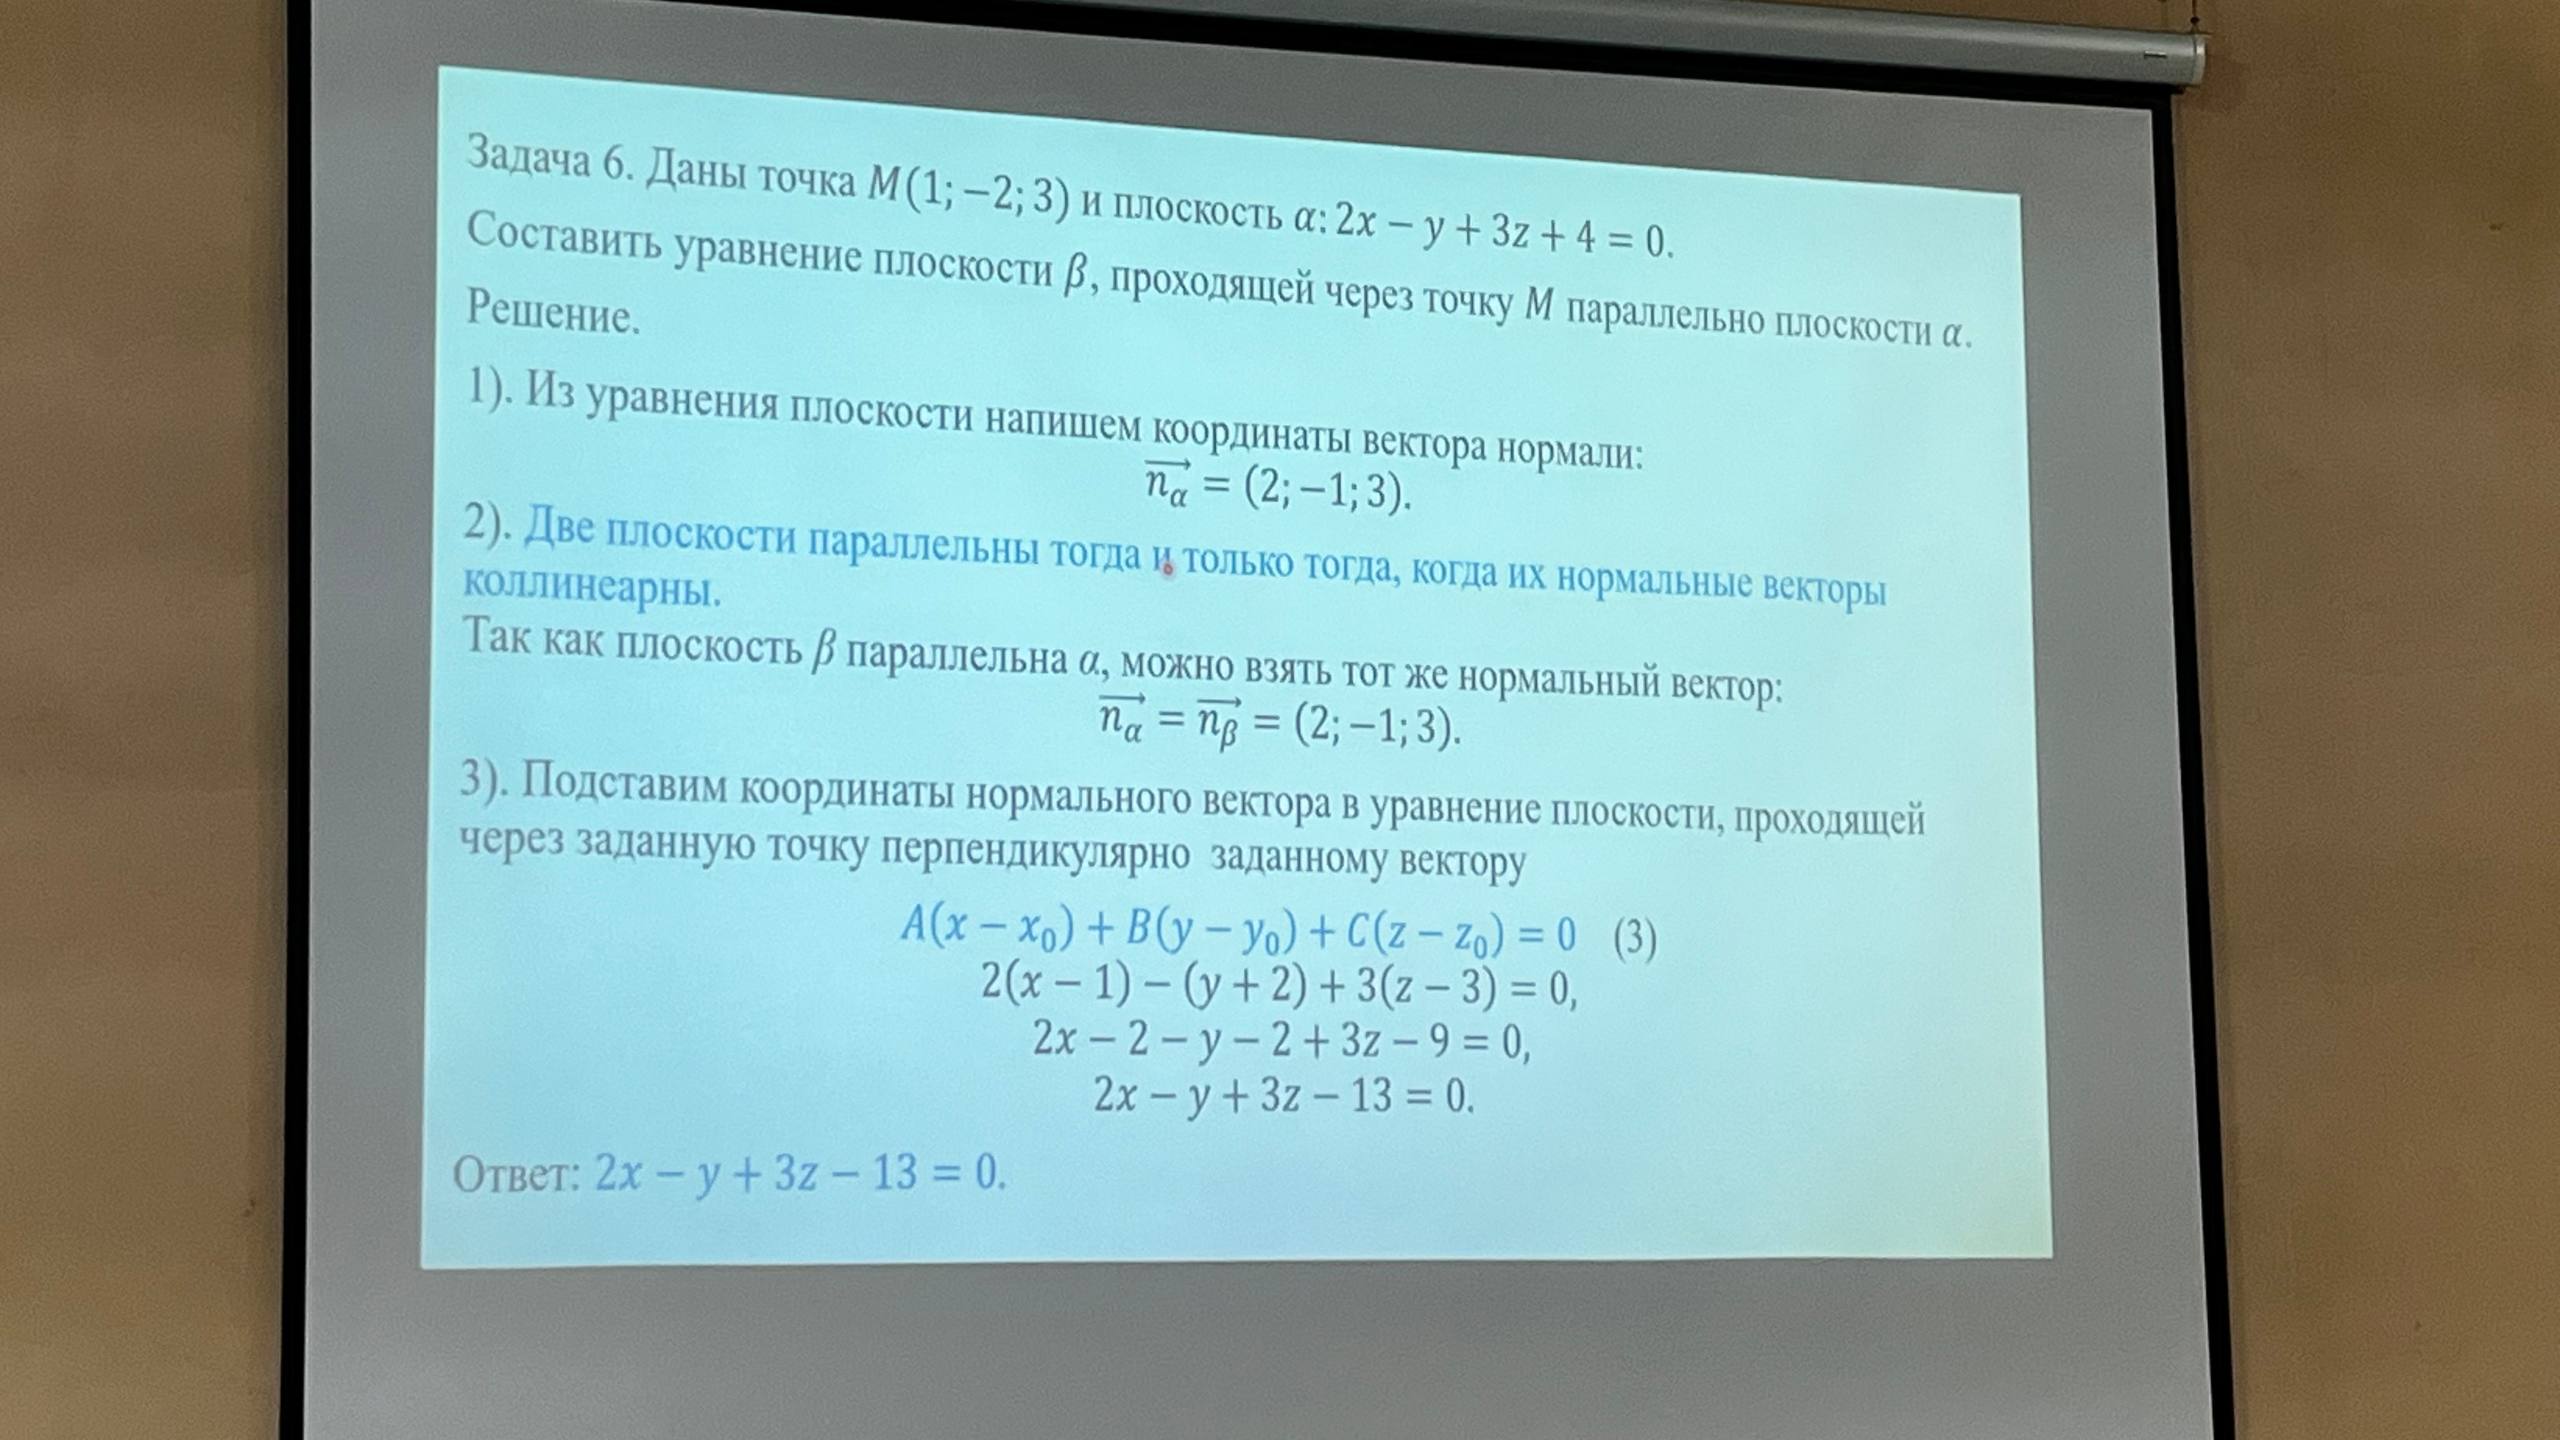 Задача 6. Даны точка M(1; −2; 3) и плоскость α: 2x − y + 3z + 4 = 0.
Составить уравнение плоскости β, проходящей через точку M параллельно плоскости α.
Решение.
1). Из уравнения плоскости напишем координаты вектора нормали:
n⃗_α = (2; −1; 3).
2). Две плоскости параллельны тогда и только тогда, когда их нормальные векторы
коллинеарны.
Так как плоскость β параллельна α, можно взять тот же нормальный вектор:
n⃗_α = n⃗_β = (2; −1; 3).
3). Подставим координаты нормального вектора в уравнение плоскости, проходящей
через заданную точку перпендикулярно заданному вектору
A(x − x₀) + B(y − y₀) + C(z − z₀) = 0 (3)
2(x − 1) − (y + 2) + 3(z − 3) = 0,
2x − 2 − y − 2 + 3z − 9 = 0,
2x − y + 3z − 13 = 0.
Ответ: 2x − y + 3z − 13 = 0.